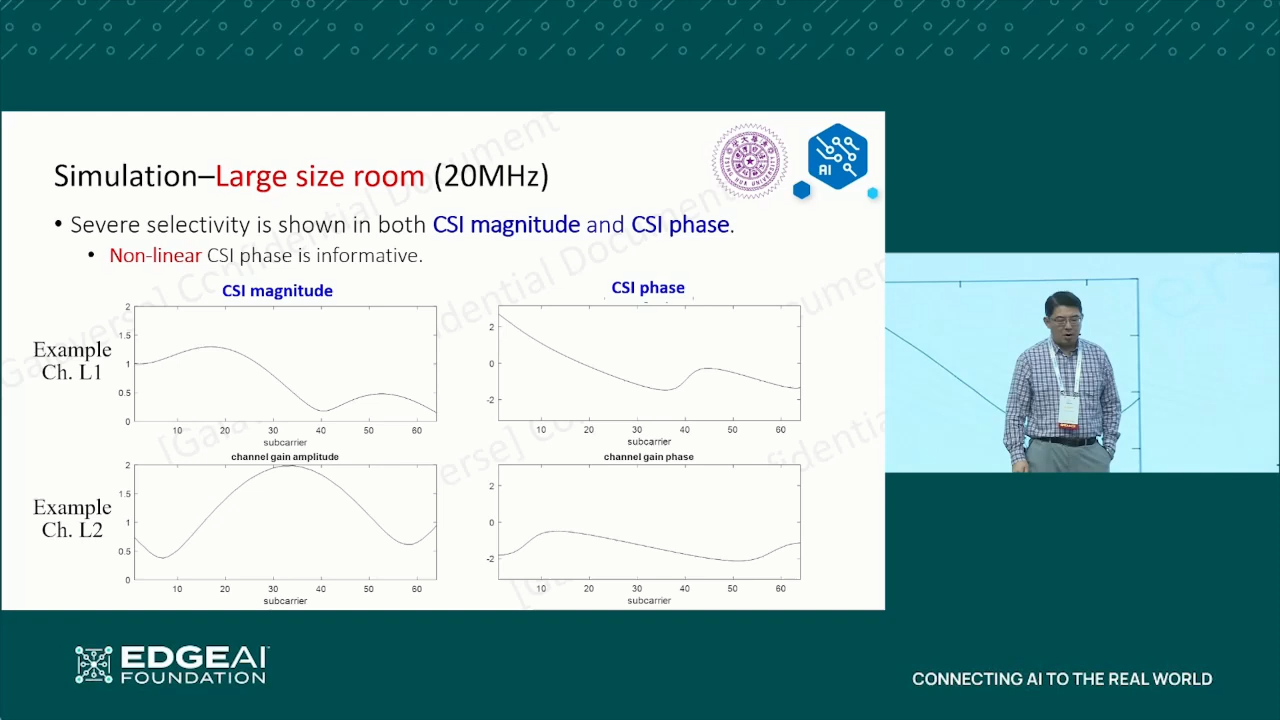 Simulation–Large size room (20MHz)
• Severe selectivity is shown in both CSI magnitude and CSI phase.
• Non-linear CSI phase is informative.
AI
CSI magnitude
CSI phase
Example
Ch. L1
2
1.5
1
0.5
0
10 20 30 40 50 60
subcarrier
2
0
-2
10 20 30 40 50 60
subcarrier
Example
Ch. L2
channel gain amplitude
2
1.5
1
0.5
0
10 20 30 40 50 60
subcarrier
channel gain phase
2
0
-2
10 20 30 40 50 60
subcarrier
EDGE AI
FOUNDATION
CONNECTING AI TO THE REAL WORLD